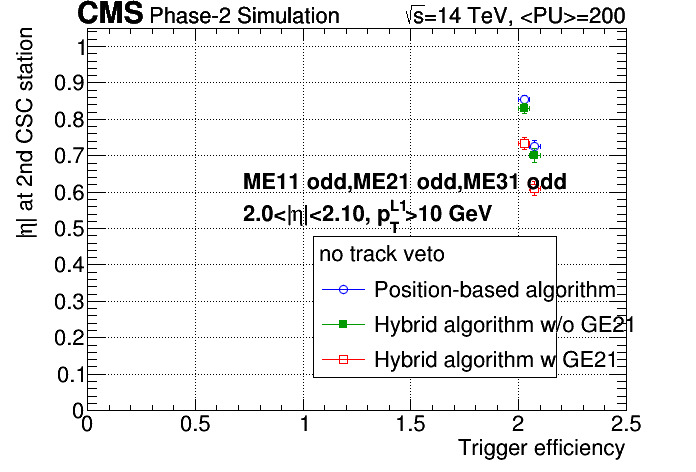 CMS Phase-2 Simulation √s=14 TeV, <PU>=200
|η| at 2nd CSC station
1
0.9
0.8
0.7
0.6
0.5
0.4
0.3
0.2
0.1
0
ME11 odd,ME21 odd,ME31 odd
2.0<|η|<2.10, p_T^L1>10 GeV
no track veto
Position-based algorithm
Hybrid algorithm w/o GE21
Hybrid algorithm w GE21
0 0.5 1 1.5 2 2.5
Trigger efficiency